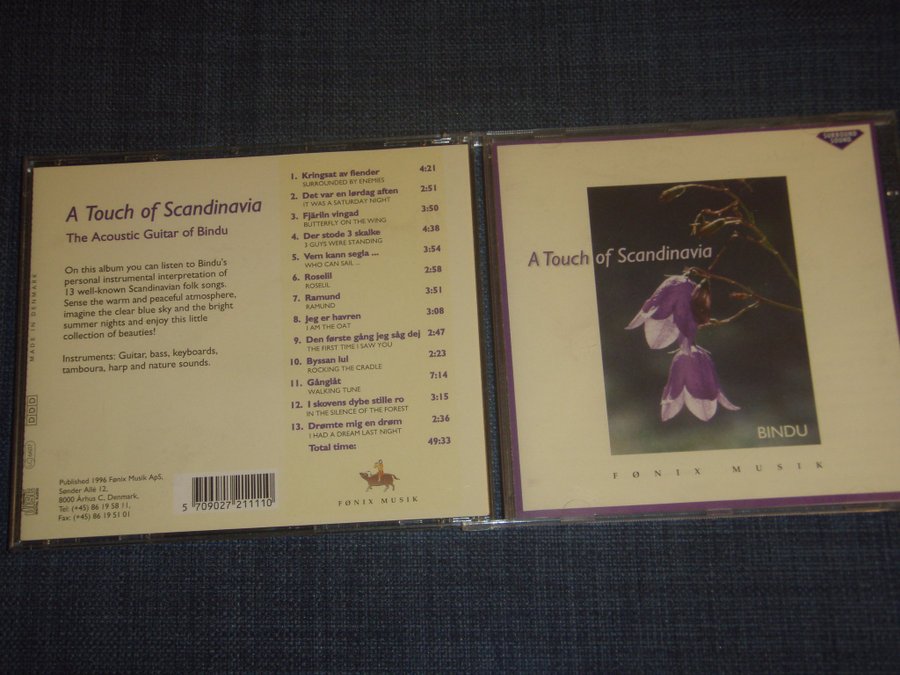 A Touch of Scandinavia
The Acoustic Guitar of Bindu
On this album you can listen to Bindu's
personal instrumental interpretation of
13 well-known Scandinavian folk songs.
Sense the warm and peaceful atmosphere,
imagine the clear blue sky and the bright
summer nights and enjoy this little
collection of beauties!
Instruments: Guitar, bass, keyboards,
tamboura, harp and nature sounds.
Published 1996 Fønix Musik ApS,
Sønder Allé 12,
8000 Århus C, Denmark,
Tel: (+45) 86 19 58 11,
Fax: (+45) 86 19 51 01
5 709027 211110
MADE IN DENMARK
DDD
1. Kringsat av fiender 4:21
SURROUNDED BY ENEMIES
2. Det var en lørdag aften 2:51
IT WAS A SATURDAY NIGHT
3. Fjäriln vingad 3:50
BUTTERFLY ON THE WING
4. Der stode 3 skalke 4:38
3 GUYS WERE STANDING
5. Vem kann segla ... 3:54
WHO CAN SAIL ...
6. Roselil 2:58
ROSELIL
7. Ramund 3:51
RAMUND
8. Jeg er havren 3:08
I AM THE OAT
9. Den første gång jeg såg dej 2:47
THE FIRST TIME I SAW YOU
10. Byssan lul 2:23
ROCKING THE CRADLE
11. Gånglåt 7:14
WALKING TUNE
12. I skovens dybe stille ro 3:15
IN THE SILENCE OF THE FOREST
13. Drømte mig en drøm 2:36
I HAD A DREAM LAST NIGHT
Total time: 49:33
FØNIX MUSIK
SURROUND
SOUND
A Touch of Scandinavia
BINDU
FØNIX MUSIK